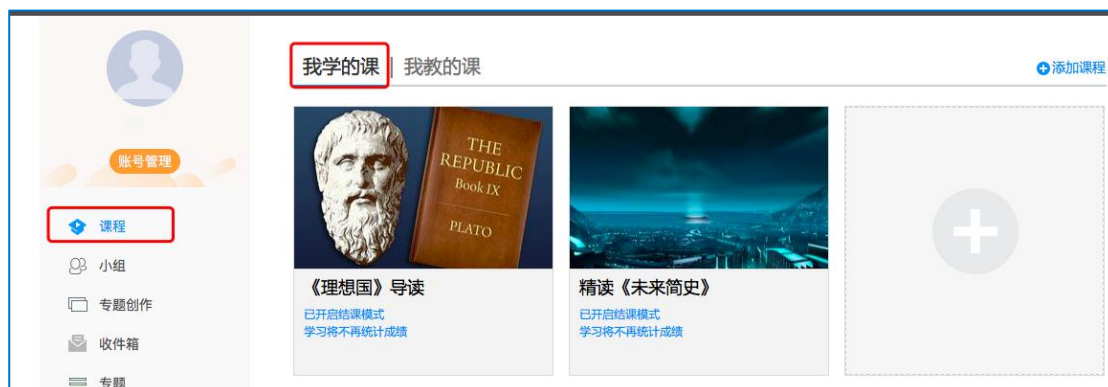 我学的课 | 我教的课
添加课程
账号管理
课程
小组
专题创作
收件箱
专题
THE
REPUBLIC
Book IX
PLATO
《理想国》导读
已开启结课模式
学习将不再统计成绩
精读《未来简史》
已开启结课模式
学习将不再统计成绩